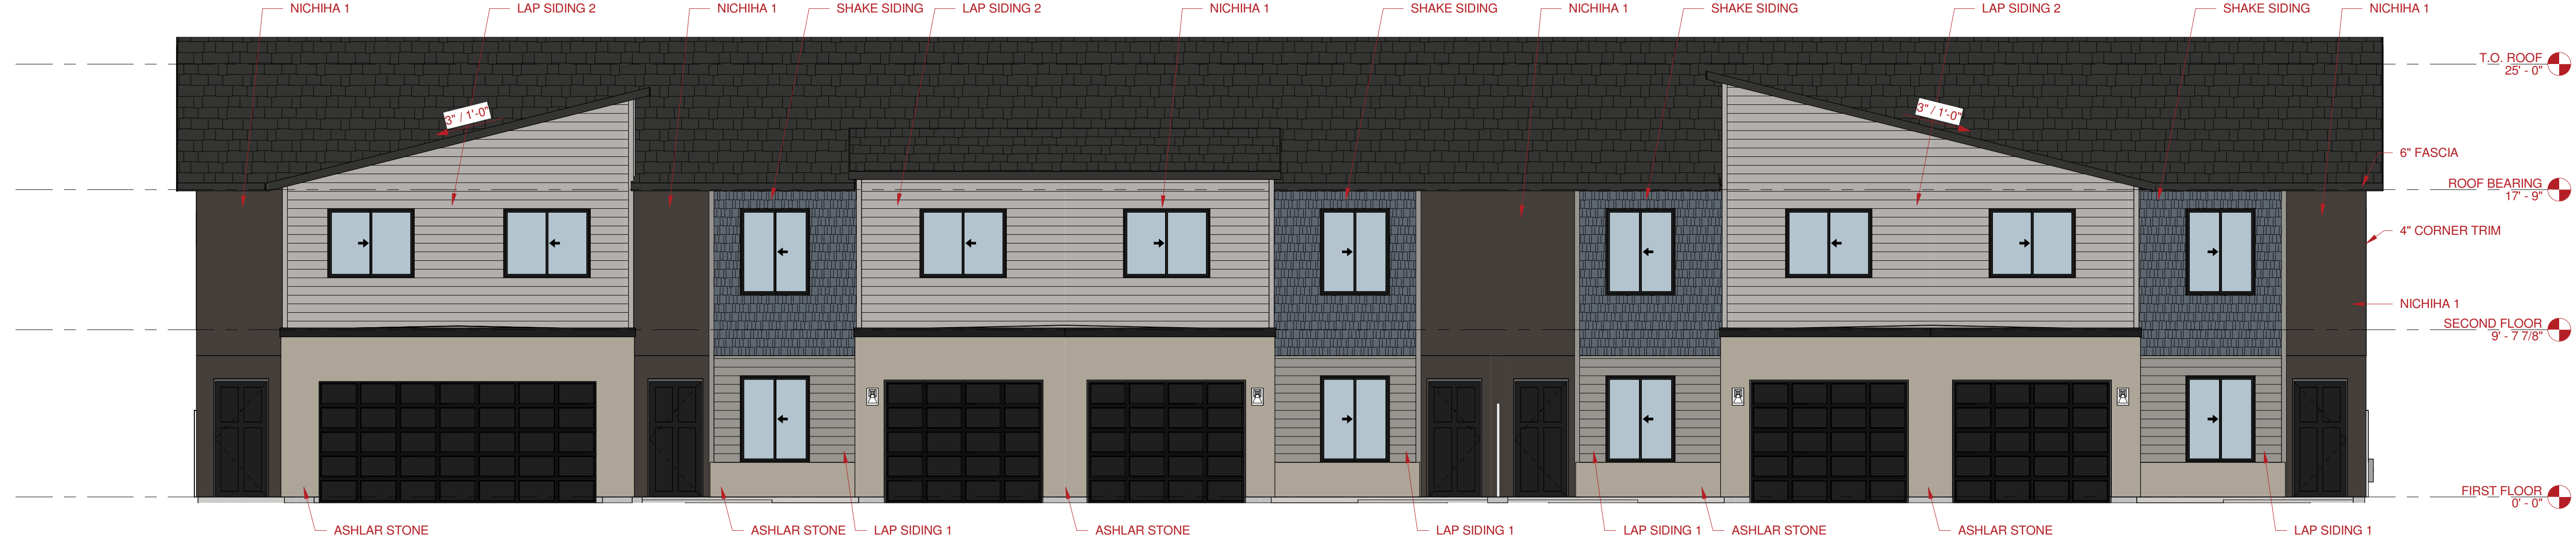 NICHIHA 1
LAP SIDING 2
NICHIHA 1
SHAKE SIDING
LAP SIDING 2
NICHIHA 1
SHAKE SIDING
NICHIHA 1
SHAKE SIDING
LAP SIDING 2
SHAKE SIDING
NICHIHA 1
T.O. ROOF
25' - 0"
3" / 1'-0"
3" / 1'-0"
6" FASCIA
ROOF BEARING
17' - 9"
4" CORNER TRIM
NICHIHA 1
SECOND FLOOR
9' - 7 7/8"
FIRST FLOOR
0' - 0"
ASHLAR STONE
ASHLAR STONE
LAP SIDING 1
ASHLAR STONE
LAP SIDING 1
LAP SIDING 1
ASHLAR STONE
ASHLAR STONE
LAP SIDING 1